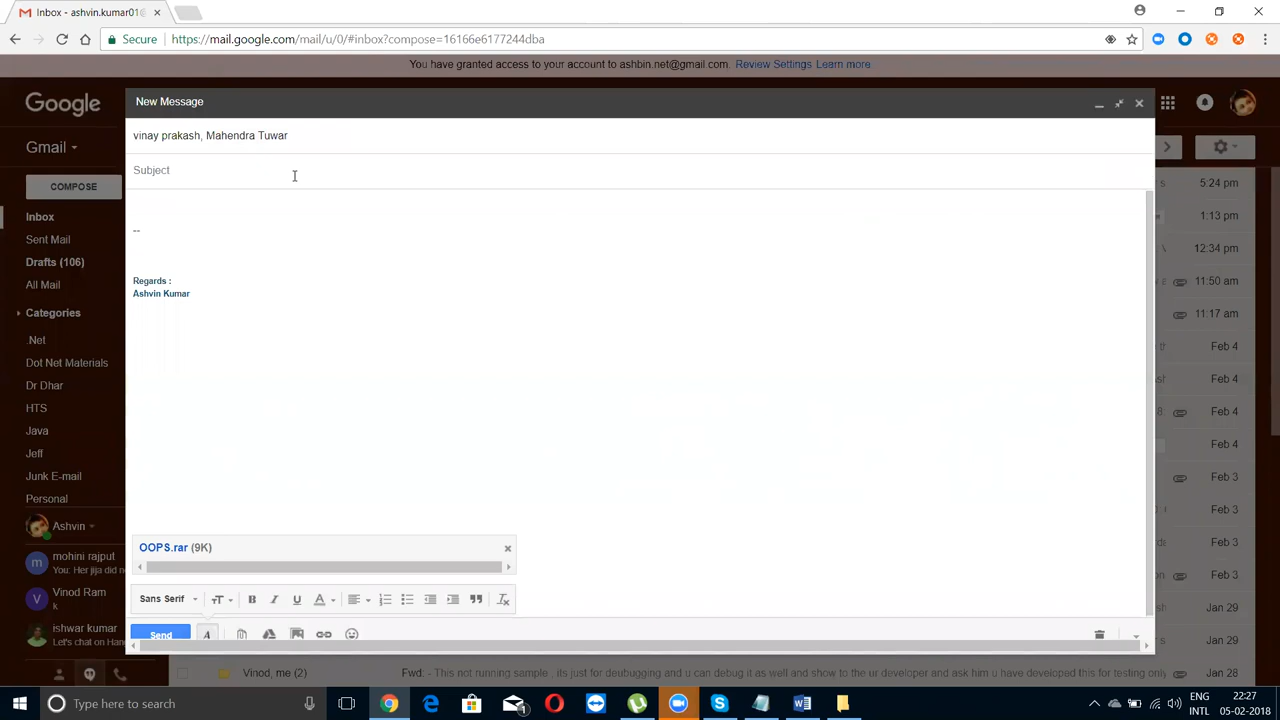 Inbox - ashvin.kumar01@
Secure
https://mail.google.com/mail/u/0/#inbox?compose=16166e6177244dba
You have granted access to your account to ashbin.net@gmail.com. Review Settings Learn more
Google
New Message
vinay prakash, Mahendra Tuwar
Gmail
Subject
COMPOSE
5:24 pm
Inbox
1:13 pm
--
Sent Mail
12:34 pm
Drafts (106)
All Mail
11:50 am
Regards :
Ashvin Kumar
Categories
11:17 am
.Net
Feb 4
Dot Net Materials
Feb 4
Dr Dhar
HTS
Feb 4
Java
Feb 4
Jeff
Junk E-mail
Feb 3
Personal
Feb 3
Ashvin
OOPS.rar (9K)
Feb 3
mohini rajput
You: Her jija did n
Feb 3
Vinod Ram
k
Sans Serif
Jan 29
ishwar kumar
Let's chat on Han
Send
Jan 29
Vinod, me (2)
Fwd: - This not running sample , its just for deubugging and u can debug it as well and show to the ur developer and ask him u have developed this for testing only
Jan 28
Type here to search
ENG
INTL
22:27
05-02-2018